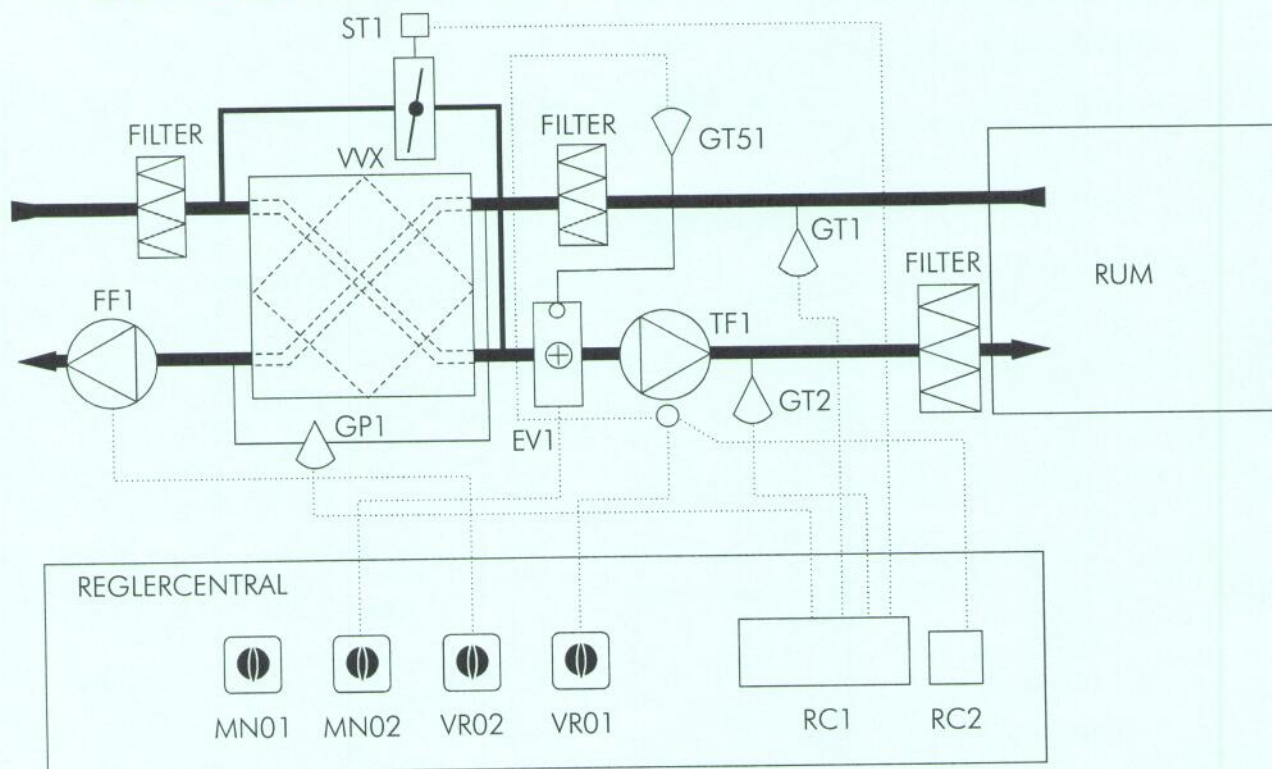 ST1
FILTER
VVX
FILTER
GT51
GT1
FILTER
RUM
FF1
TF1
GT2
GP1
EV1
REGLERCENTRAL
MN01
MN02
VR02
VR01
RC1
RC2